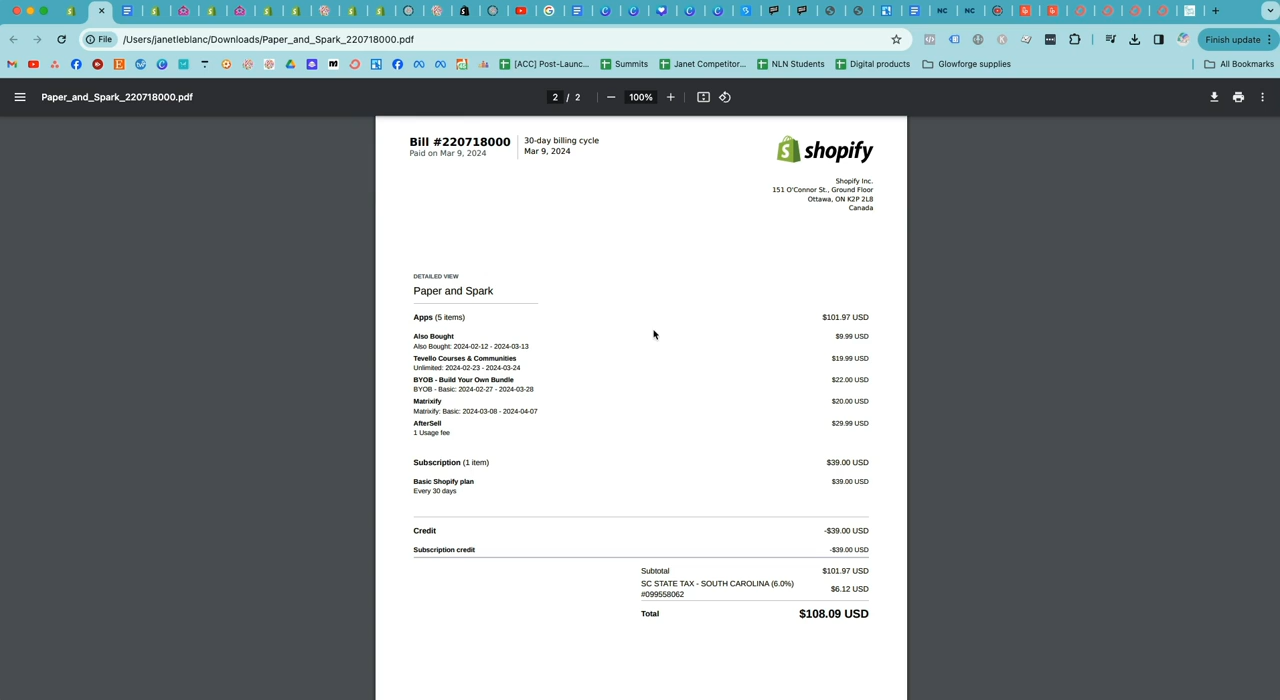 File
/Users/janetleblanc/Downloads/Paper_and_Spark_220718000.pdf
Finish update
[ACC] Post-Launc...
Summits
Janet Competitor...
NLN Students
Digital products
Glowforge supplies
All Bookmarks
Paper_and_Spark_220718000.pdf
2 / 2
100%
Bill #220718000
Paid on Mar 9, 2024
30-day billing cycle
Mar 9, 2024
shopify
Shopify Inc.
151 O'Connor St., Ground Floor
Ottawa, ON K2P 2L8
Canada
DETAILED VIEW
Paper and Spark
Apps (5 items) $101.97 USD
Also Bought $9.99 USD
Also Bought: 2024-02-12 - 2024-03-13
Tevello Courses & Communities $19.99 USD
Unlimited: 2024-02-23 - 2024-03-24
BYOB - Build Your Own Bundle $22.00 USD
BYOB - Basic: 2024-02-27 - 2024-03-28
Matrixify $20.00 USD
Matrixify: Basic: 2024-03-08 - 2024-04-07
AfterSell $29.99 USD
1 Usage fee
Subscription (1 item) $39.00 USD
Basic Shopify plan $39.00 USD
Every 30 days
Credit -$39.00 USD
Subscription credit -$39.00 USD
Subtotal $101.97 USD
SC STATE TAX - SOUTH CAROLINA (6.0%) $6.12 USD
#099558062
Total $108.09 USD